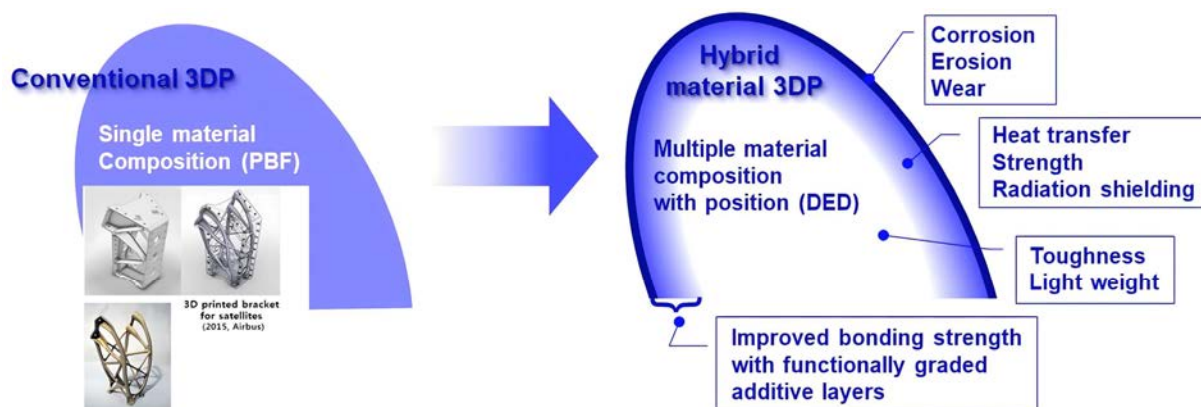 Conventional 3DP
Single material
Composition (PBF)
3D printed bracket
for satellites
(2015, Airbus)
Hybrid
material 3DP
Multiple material
composition
with position (DED)
Corrosion
Erosion
Wear
Heat transfer
Strength
Radiation shielding
Toughness
Light weight
Improved bonding strength
with functionally graded
additive layers